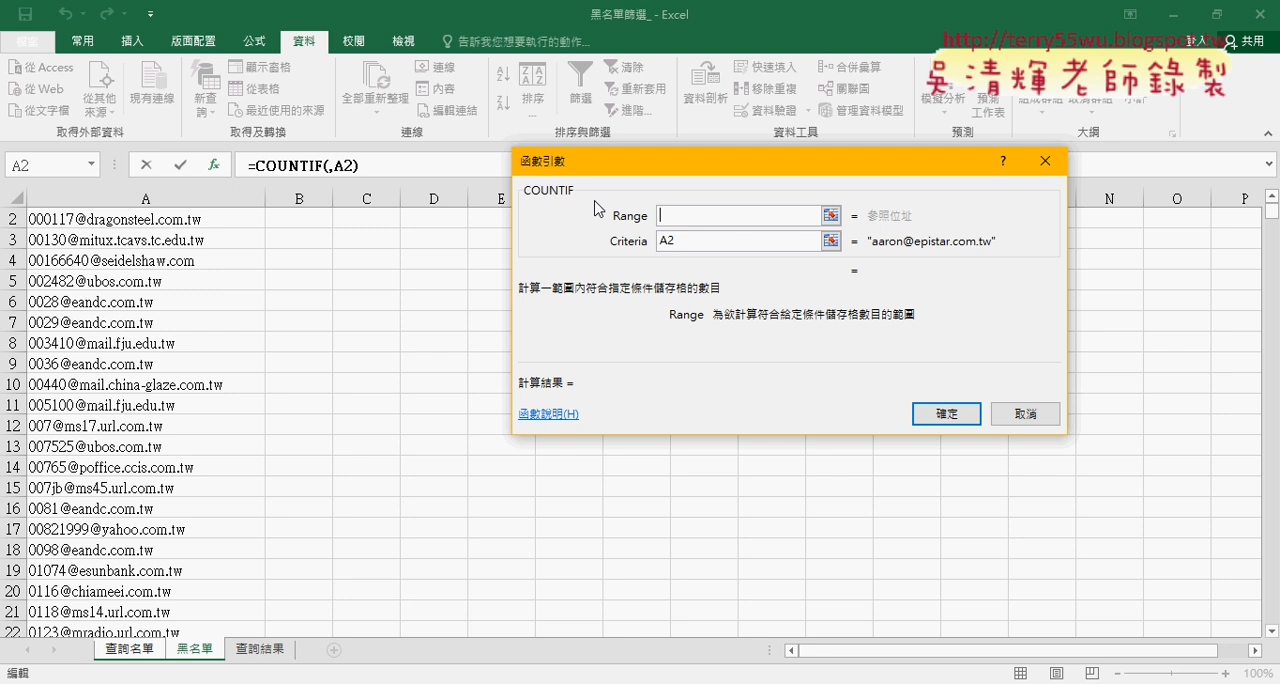 黑名單篩選_ - Excel
檔案 常用 插入 版面配置 公式 資料 校閱 檢視 告訴我您想要執行的動作... 登入 共用
http://terry55wu.blogspot.tw
吳清輝老師錄製
從 Access
從 Web
從文字檔
從其他來源
現有連線
取得外部資料
新查詢
顯示查詢
從表格
最近使用的來源
取得及轉換
全部重新整理
連線
內容
編輯連結
連線
排序
篩選
清除
重新套用
進階...
排序與篩選
資料剖析
快速填入
移除重複
資料驗證
合併彙算
關聯圖
管理資料模型
資料工具
模擬分析
預測工作表
預測
大綱
A2
=COUNTIF(,A2)
A B C D E N O P
2 000117@dragonsteel.com.tw
3 00130@mitux.tcavs.tc.edu.tw
4 00166640@seidelshaw.com
5 002482@ubos.com.tw
6 0028@eandc.com.tw
7 0029@eandc.com.tw
8 003410@mail.fju.edu.tw
9 0036@eandc.com.tw
10 00440@mail.china-glaze.com.tw
11 005100@mail.fju.edu.tw
12 007@ms17.url.com.tw
13 007525@ubos.com.tw
14 00765@poffice.ccis.com.tw
15 007jb@ms45.url.com.tw
16 0081@eandc.com.tw
17 00821999@yahoo.com.tw
18 0098@eandc.com.tw
19 01074@esunbank.com.tw
20 0116@chiameei.com.tw
21 0118@ms14.url.com.tw
22 0123@mradio.url.com.tw
函數引數 ?
COUNTIF
Range = 參照位址
Criteria A2 = "aaron@epistar.com.tw"
=
計算一範圍內符合指定條件儲存格的數目
Range 為欲計算符合給定條件儲存格數目的範圍
計算結果 =
函數說明(H)
確定 取消
查詢名單 黑名單 查詢結果
編輯
100%